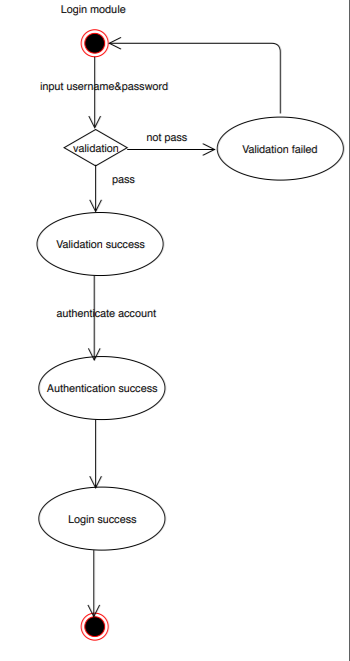 Login module
input username&password
validation
not pass
Validation failed
pass
Validation success
authenticate account
Authentication success
Login success